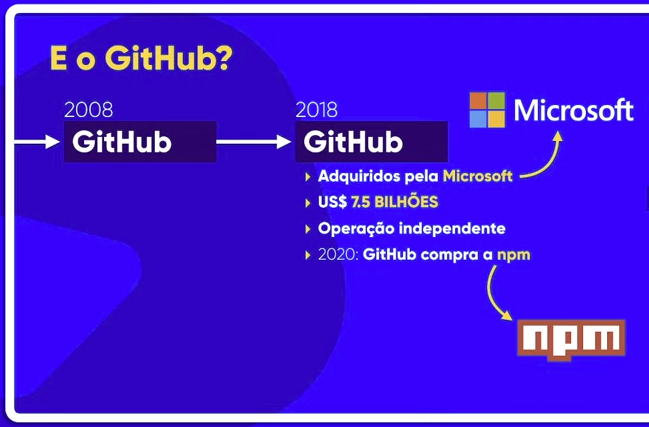 E o GitHub?
2008
GitHub
2018
GitHub
Microsoft
Adquiridos pela Microsoft
US$ 7.5 BILHÕES
Operação independente
2020: GitHub compra a npm
npm